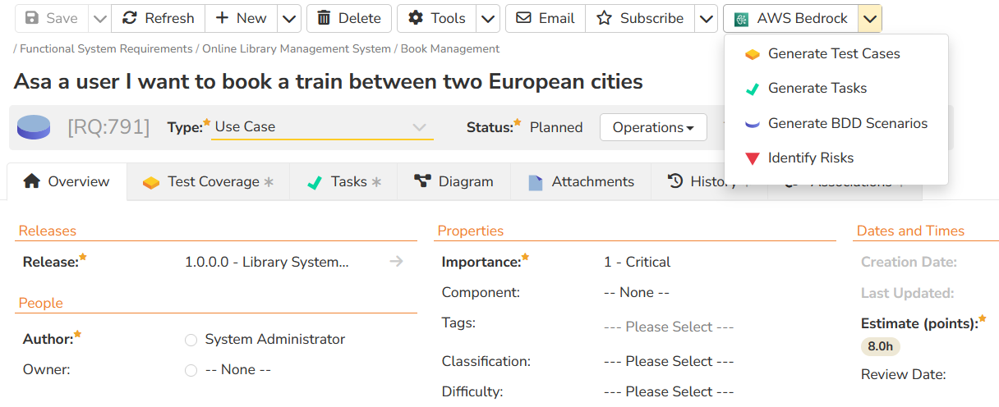 Save Refresh + New Delete Tools Email Subscribe AWS Bedrock
/ Functional System Requirements / Online Library Management System / Book Management
Generate Test Cases
Asa a user I want to book a train between two European cities
Generate Tasks
[RQ:791] Type: Use Case Status: Planned Operations
Generate BDD Scenarios
Identify Risks
Overview Test Coverage * Tasks * Diagram Attachments History
Releases Properties Dates and Times
Release: 1.0.0.0 - Library System... Importance: 1 - Critical Creation Date:
Component: -- None -- Last Updated:
People
Tags: --- Please Select --- Estimate (points):
Author: System Administrator 8.0h
Owner: -- None -- Classification: --- Please Select --- Review Date:
Difficulty: --- Please Select ---